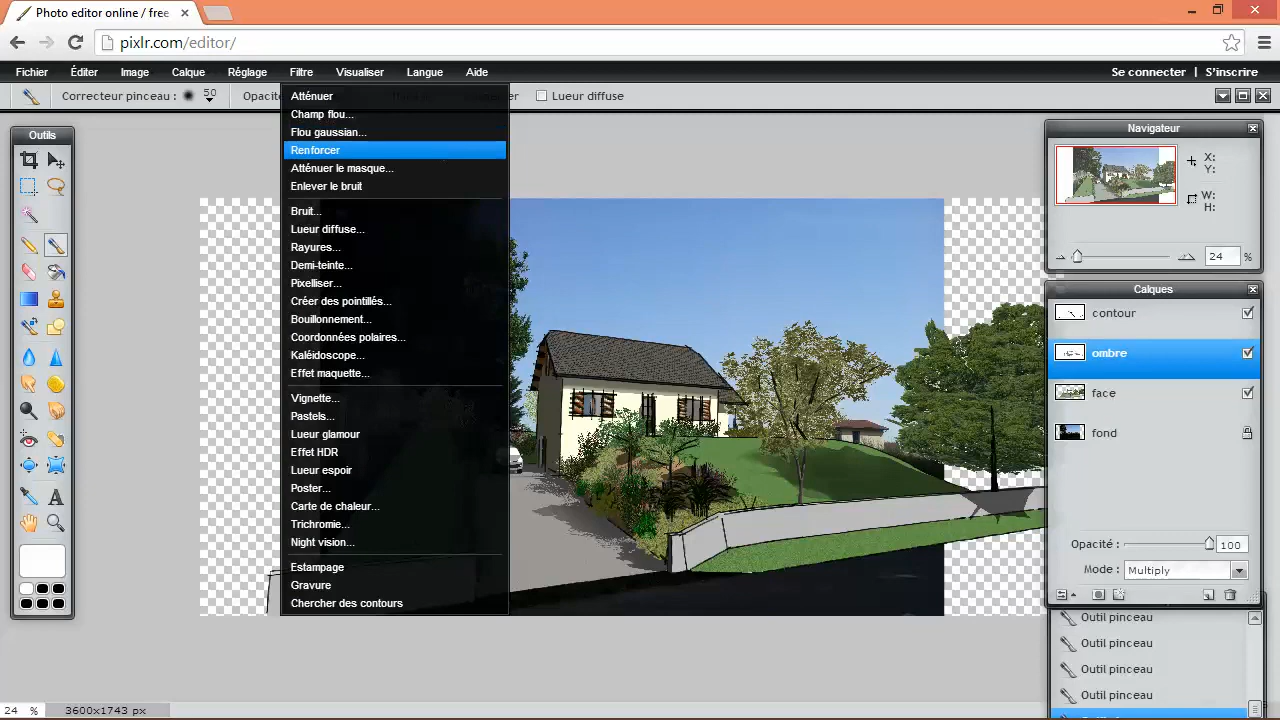 Photo editor online / free
pixlr.com/editor/
Fichier Éditer Image Calque Réglage Filtre Visualiser Langue Aide Se connecter | S'inscrire
Correcteur pinceau : 50 Lueur diffuse
Outils
Atténuer
Champ flou...
Flou gaussian...
Renforcer
Atténuer le masque...
Enlever le bruit
Bruit...
Lueur diffuse...
Rayures...
Demi-teinte...
Pixelliser...
Créer des pointillés...
Bouillonnement...
Coordonnées polaires...
Kaléidoscope...
Effet maquette...
Vignette...
Pastels...
Lueur glamour
Effet HDR
Lueur espoir
Poster...
Carte de chaleur...
Trichromie...
Night vision...
Estampage
Gravure
Chercher des contours
Navigateur
X:
Y:
W:
H:
24 %
Calques
contour
ombre
face
fond
Opacité : 100
Mode : Multiply
Outil pinceau
Outil pinceau
Outil pinceau
Outil pinceau
24 % 3600x1743 px